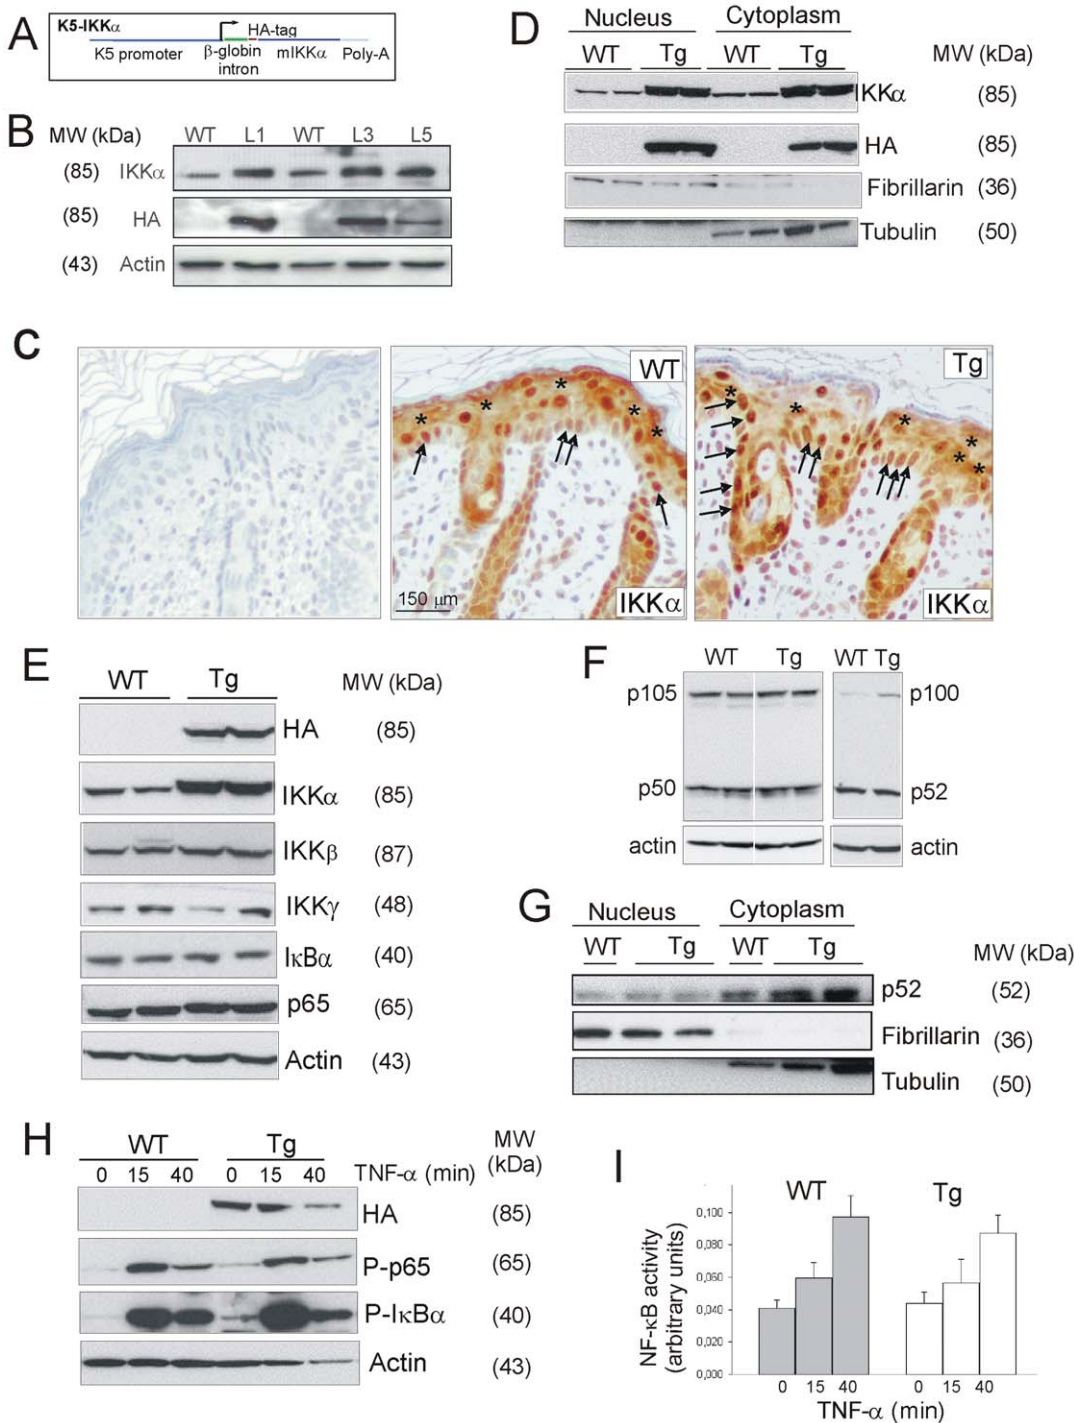 A
K5-IKKα
HA-tag
K5 promoter
β-globin
intron
mIKKα
Poly-A
B
MW (kDa) WT L1 WT L3 L5
(85) IKKα
(85) HA
(43) Actin
C
WT
IKKα
150 μm
Tg
IKKα
D
Nucleus Cytoplasm
WT Tg WT Tg MW (kDa)
IKKα (85)
HA (85)
Fibrillarin (36)
Tubulin (50)
E
WT Tg MW (kDa)
HA (85)
IKKα (85)
IKKβ (87)
IKKγ (48)
IκBα (40)
p65 (65)
Actin (43)
F
WT Tg WT Tg
p105 p100
p50 p52
actin actin
G
Nucleus Cytoplasm
WT Tg WT Tg MW (kDa)
p52 (52)
Fibrillarin (36)
Tubulin (50)
H
WT Tg MW
(kDa)
0 15 40 0 15 40 TNF-α (min)
HA (85)
P-p65 (65)
P-IκBα (40)
Actin (43)
I
WT Tg
NF-κB activity
(arbitrary units)
0,100
0,080
0,060
0,040
0,020
0,000
0 15 40 0 15 40
TNF-α (min)